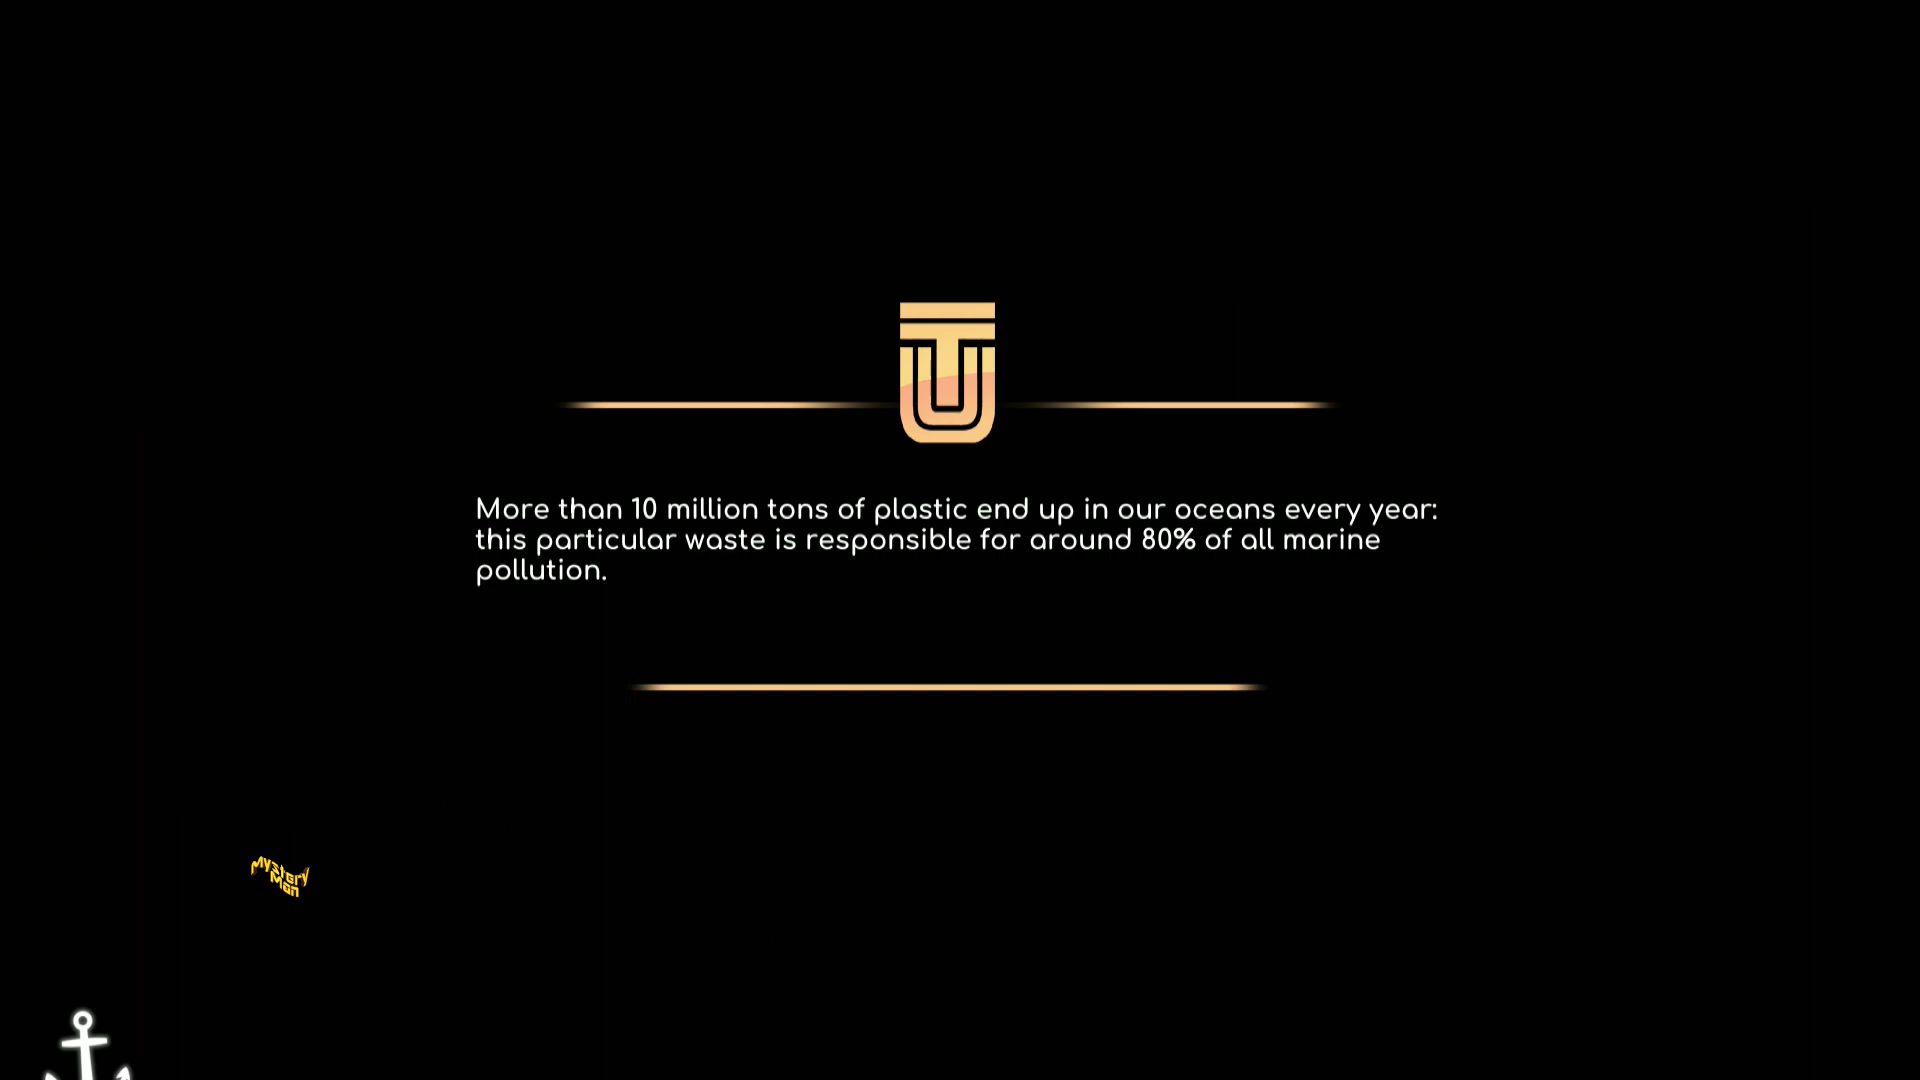 TU
More than 10 million tons of plastic end up in our oceans every year:
this particular waste is responsible for around 80% of all marine
pollution.
Mystery
Man